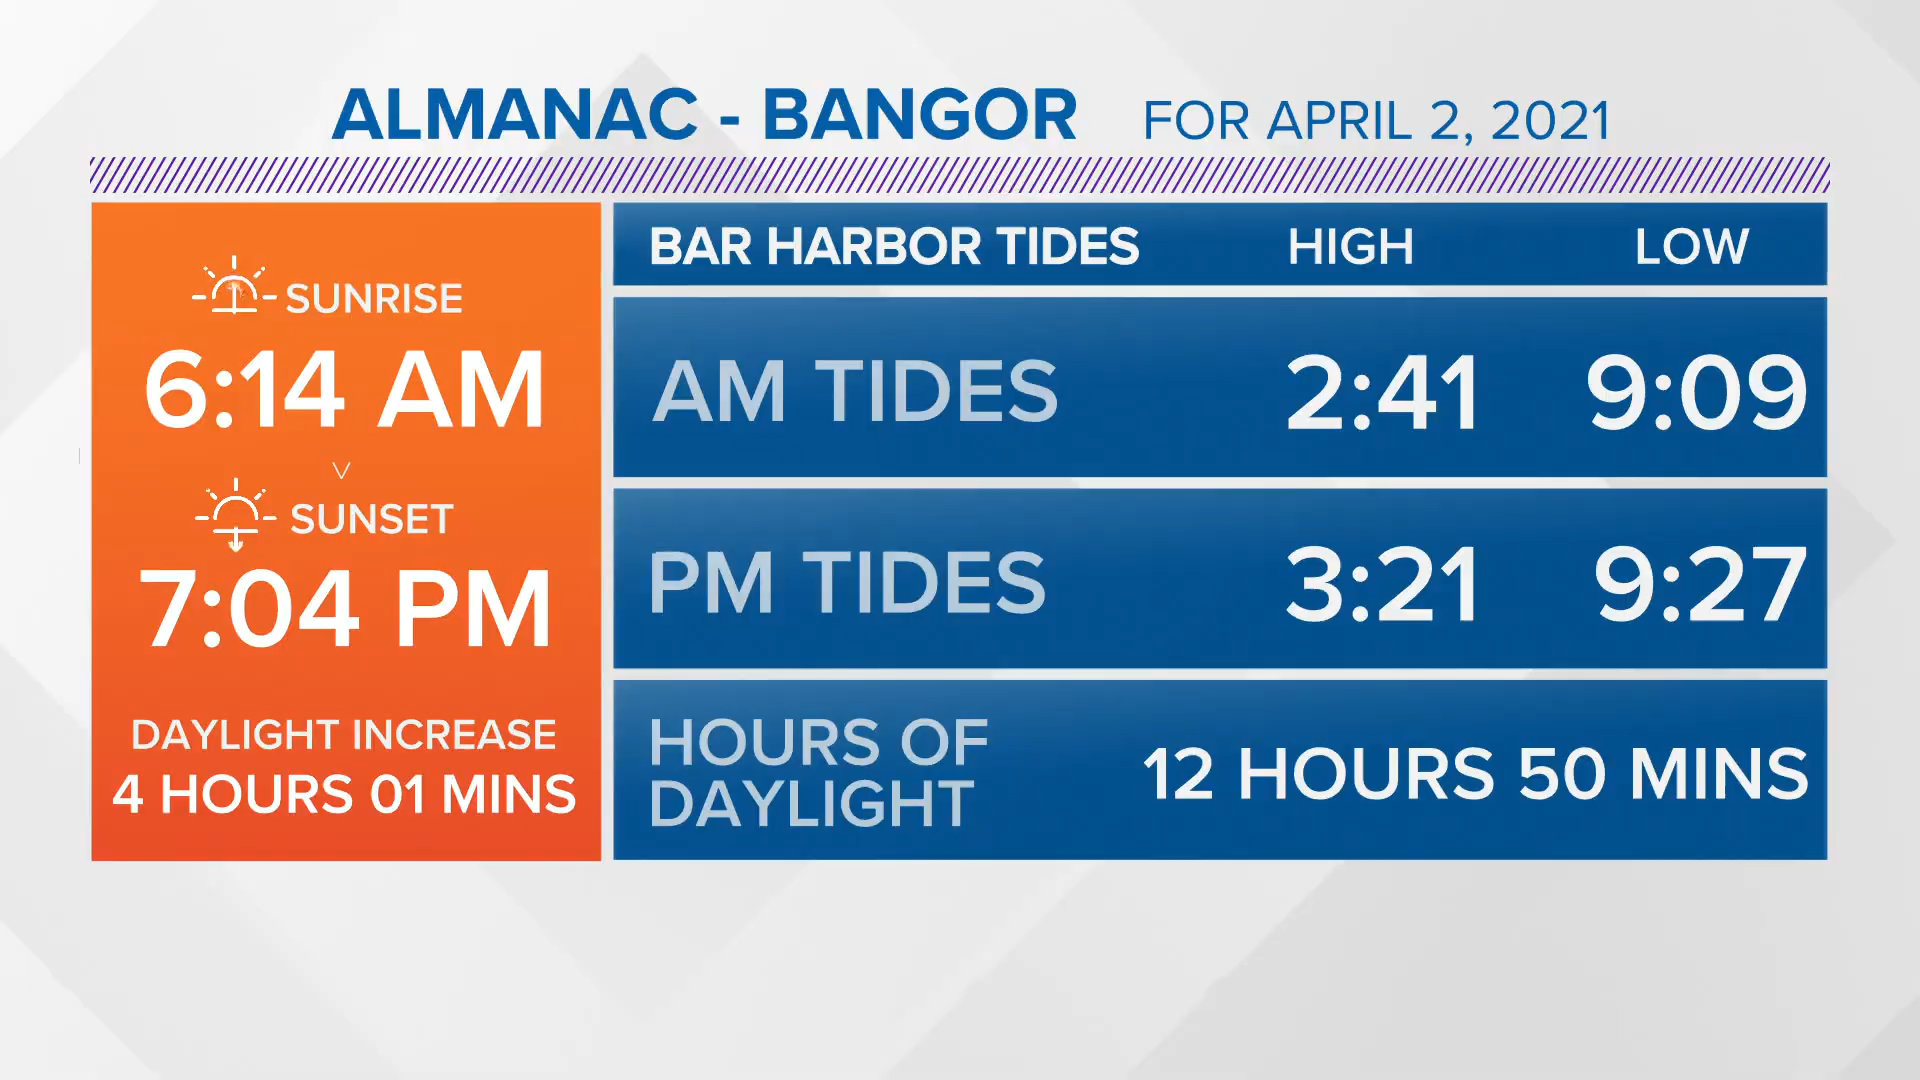 ALMANAC - BANGOR FOR APRIL 2, 2021
SUNRISE
6:14 AM
SUNSET
7:04 PM
DAYLIGHT INCREASE
4 HOURS 01 MINS
BAR HARBOR TIDES HIGH LOW
AM TIDES 2:41 9:09
PM TIDES 3:21 9:27
HOURS OF DAYLIGHT 12 HOURS 50 MINS